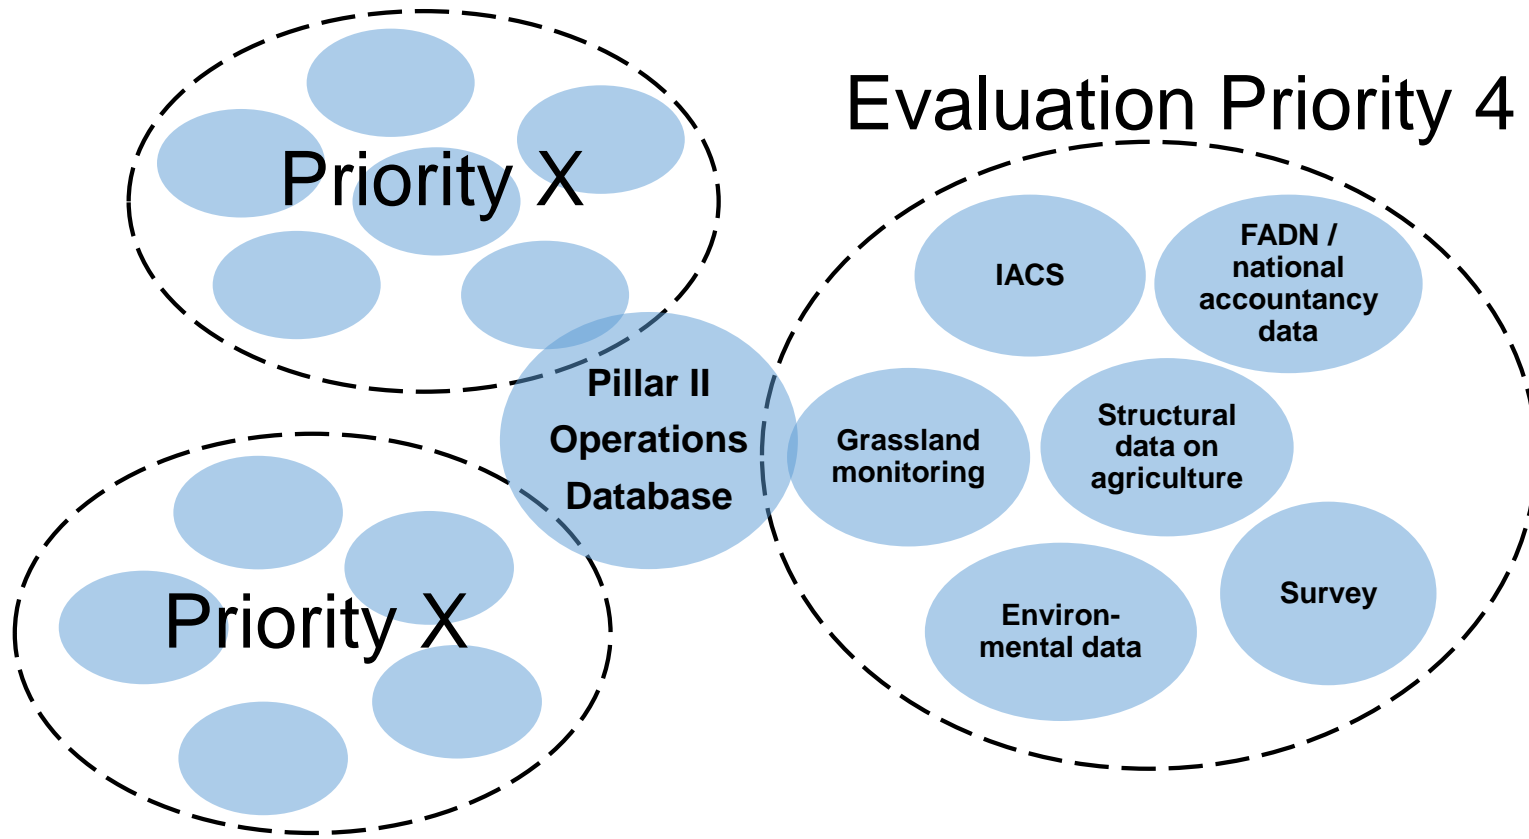 Evaluation Priority 4
Priority X
IACS
FADN /
national
accountancy
data
Pillar II
Operations
Database
Grassland
monitoring
Structural
data on
agriculture
Priority X
Environ-
mental data
Survey